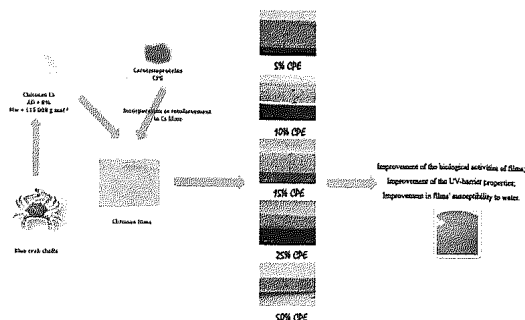 Carotenoproteins
CPE
Chitosan Cs
AD = 8%
Incorporation as reinforcement
to Cs films
Chitosan films
Blue crab shells
5% CPE
10% CPE
15% CPE
25% CPE
50% CPE
Improvement of the biological activities of films;
Improvement of the UV-barrier properties;
Improvement in films' susceptibility to water.